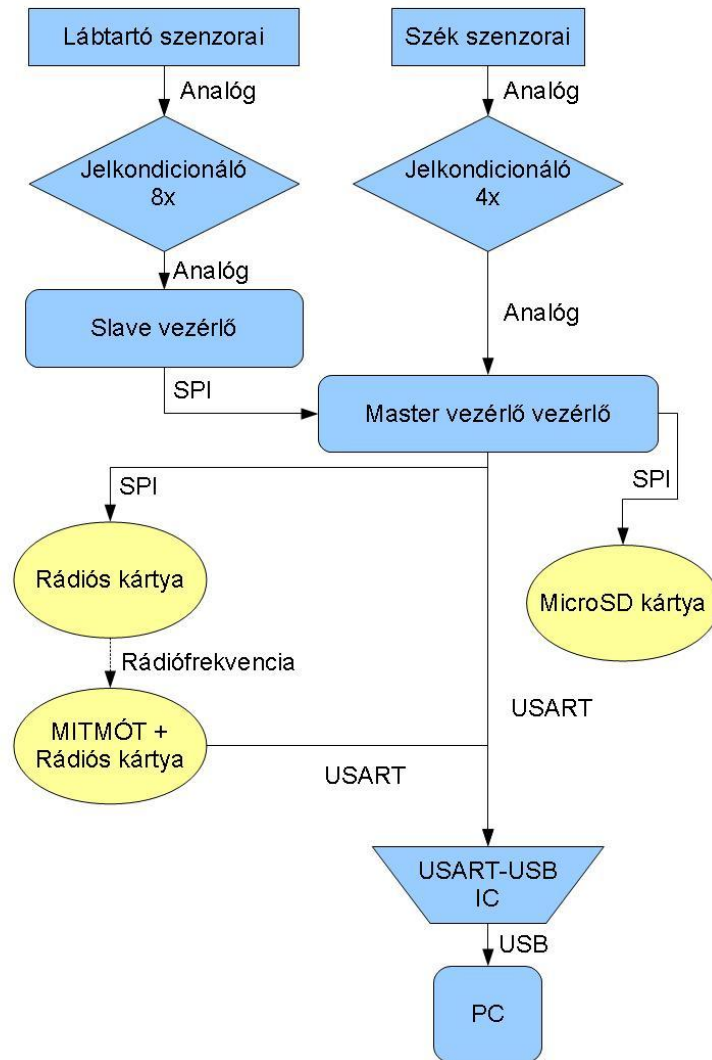 Lábtartó szenzorai
Szék szenzorai
Analóg
Analóg
Jelkondicionáló
8x
Jelkondicionáló
4x
Analóg
Analóg
Slave vezérlő
SPI
Master vezérlő vezérlő
SPI
SPI
Rádiós kártya
MicroSD kártya
Rádiófrekvencia
MITMÓT +
Rádiós kártya
USART
USART
USART-USB
IC
USB
PC